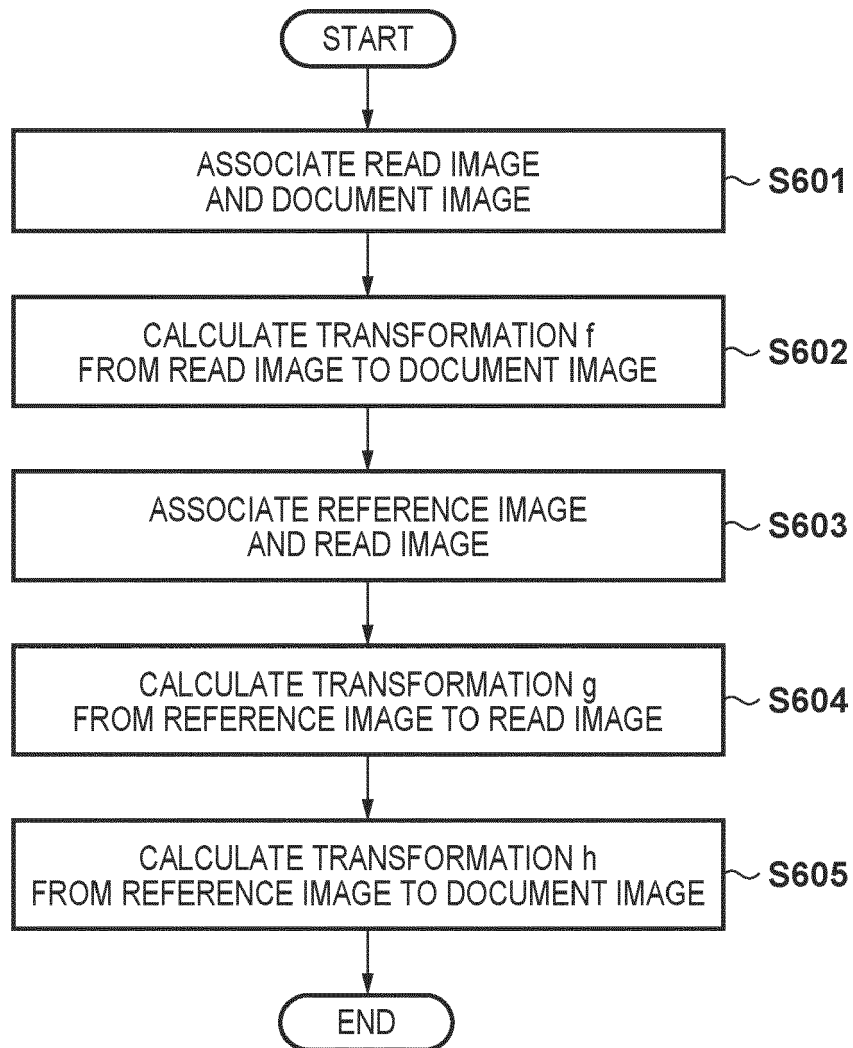 START
ASSOCIATE READ IMAGE
AND DOCUMENT IMAGE
S601
CALCULATE TRANSFORMATION f
FROM READ IMAGE TO DOCUMENT IMAGE
S602
ASSOCIATE REFERENCE IMAGE
AND READ IMAGE
S603
CALCULATE TRANSFORMATION g
FROM REFERENCE IMAGE TO READ IMAGE
S604
CALCULATE TRANSFORMATION h
FROM REFERENCE IMAGE TO DOCUMENT IMAGE
S605
END